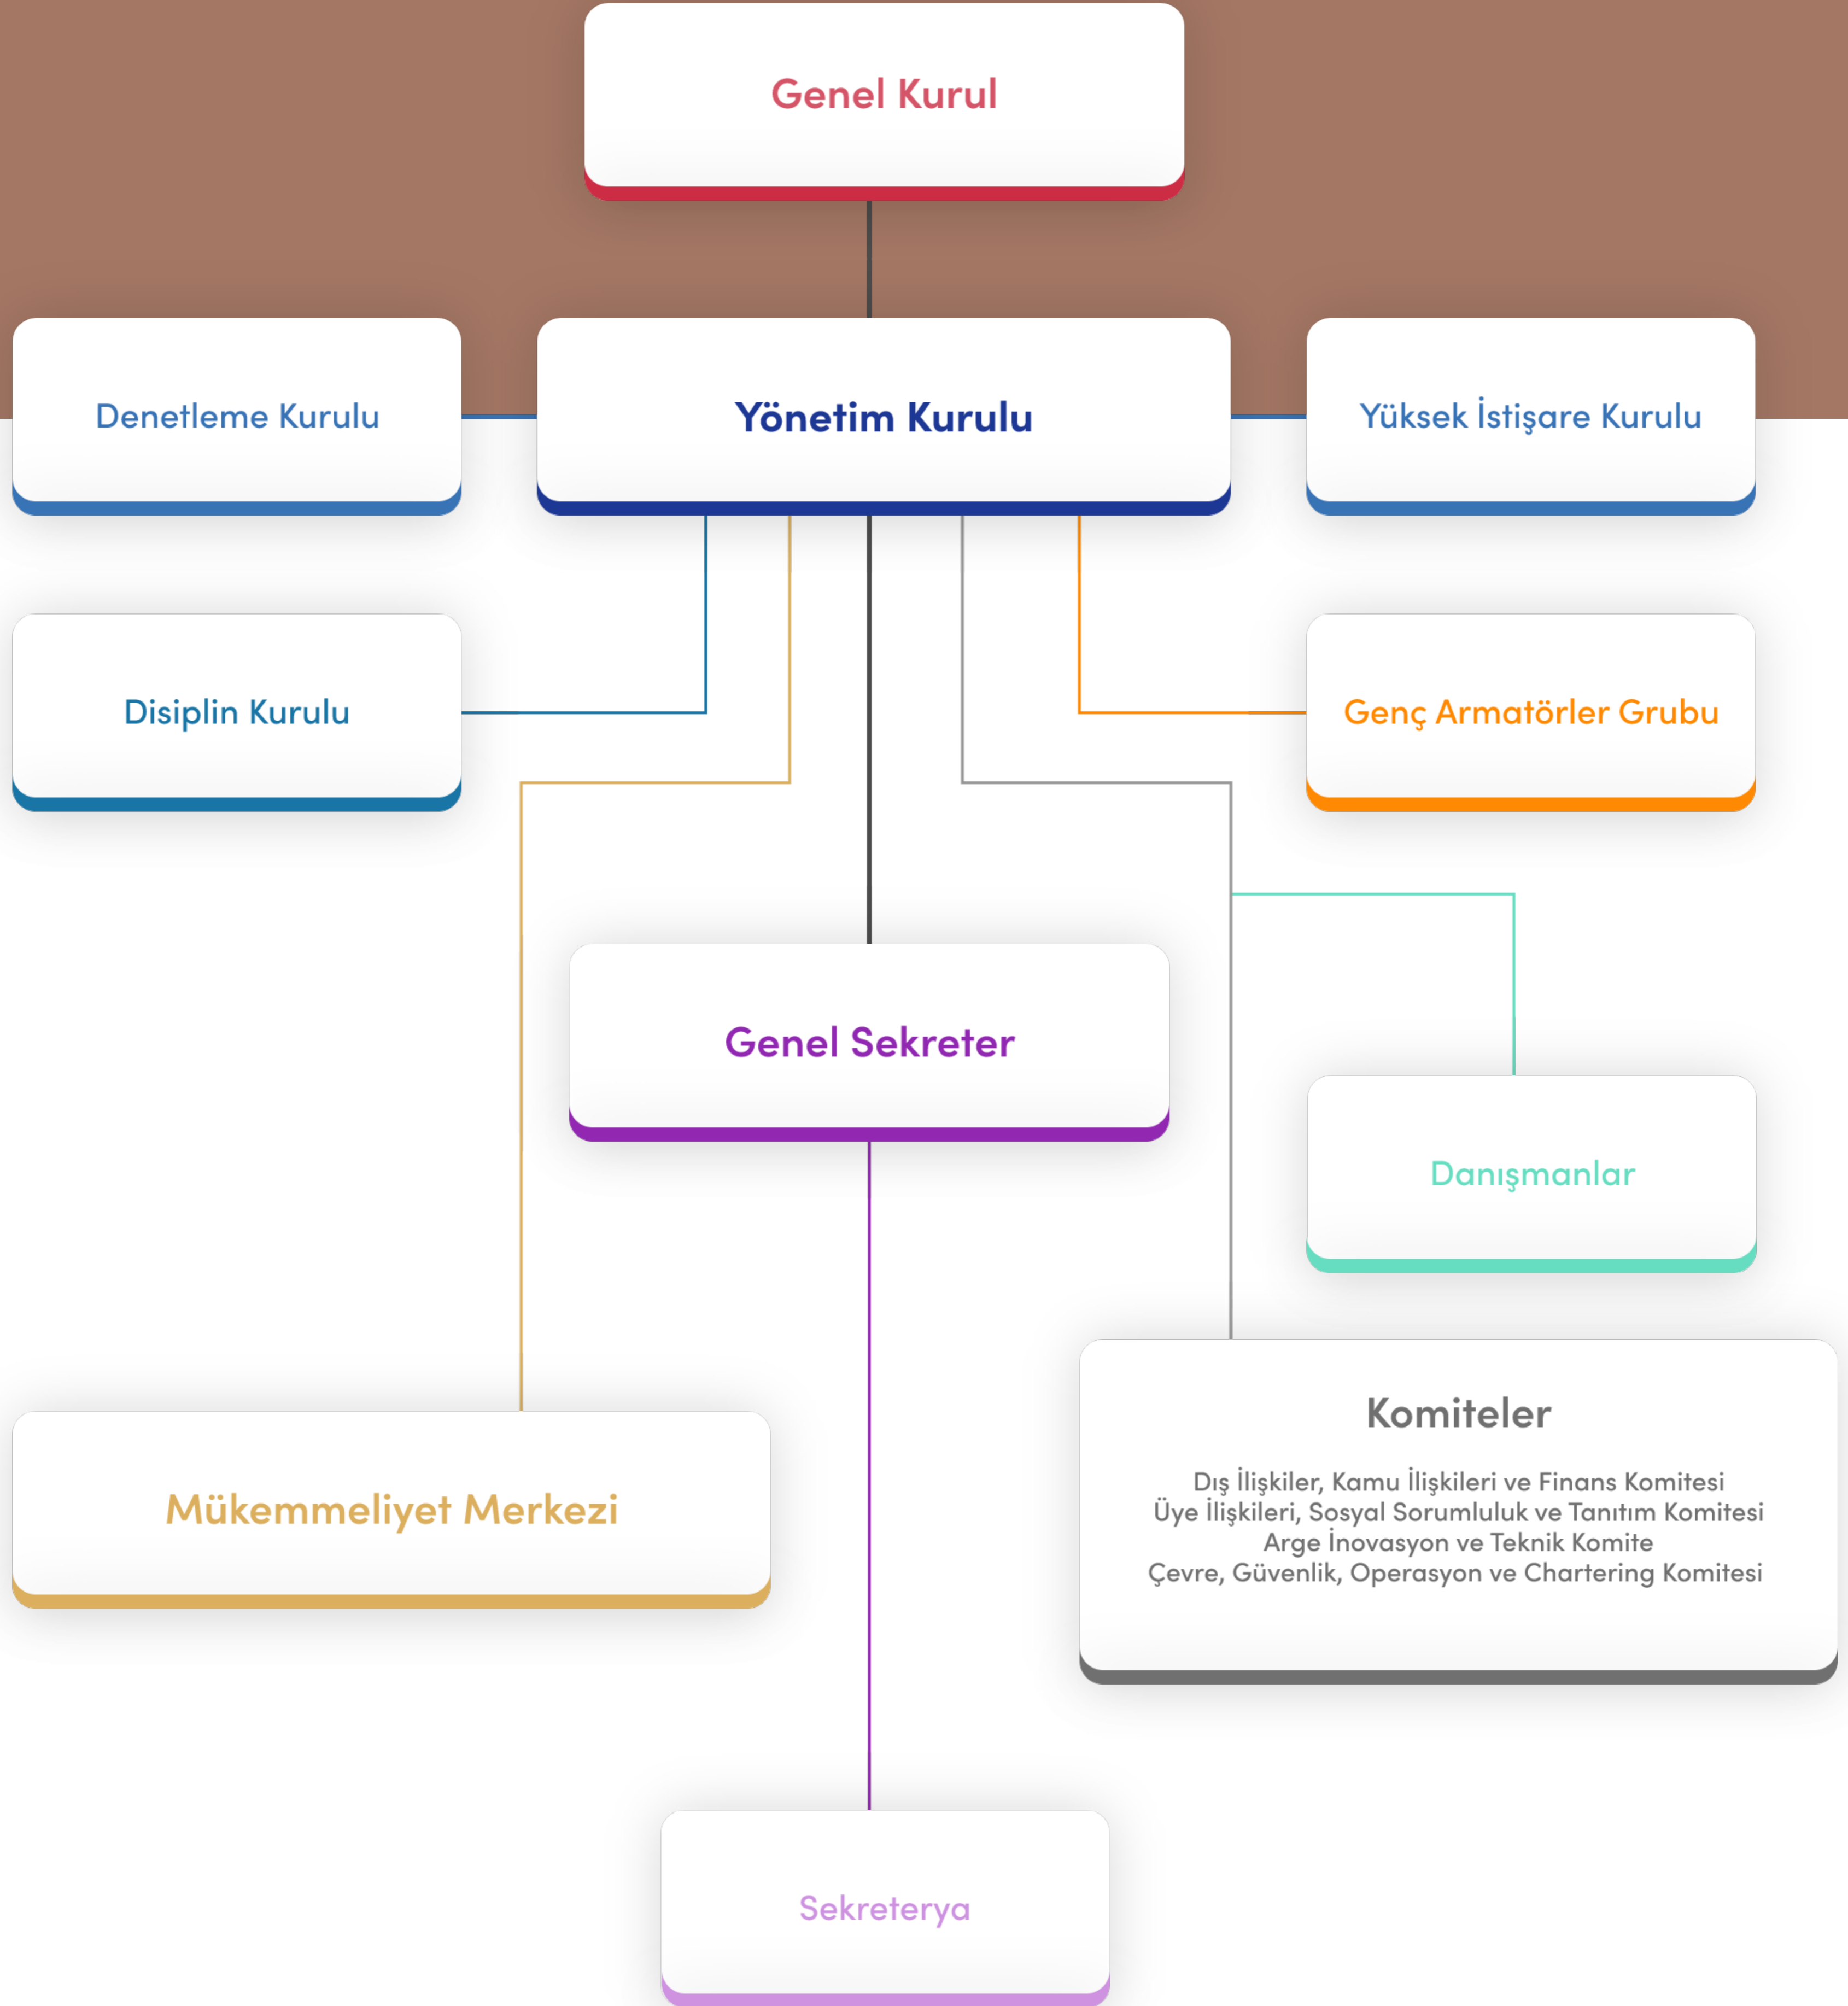 Genel Kurul
Denetleme Kurulu
Yönetim Kurulu
Yüksek İstişare Kurulu
Disiplin Kurulu
Genç Armatörler Grubu
Genel Sekreter
Danışmanlar
Komiteler
Dış İlişkiler, Kamu İlişkileri ve Finans Komitesi
Üye İlişkileri, Sosyal Sorumluluk ve Tanıtım Komitesi
Arge İnovasyon ve Teknik Komite
Çevre, Güvenlik, Operasyon ve Chartering Komitesi
Mükemmeliyet Merkezi
Sekreterya